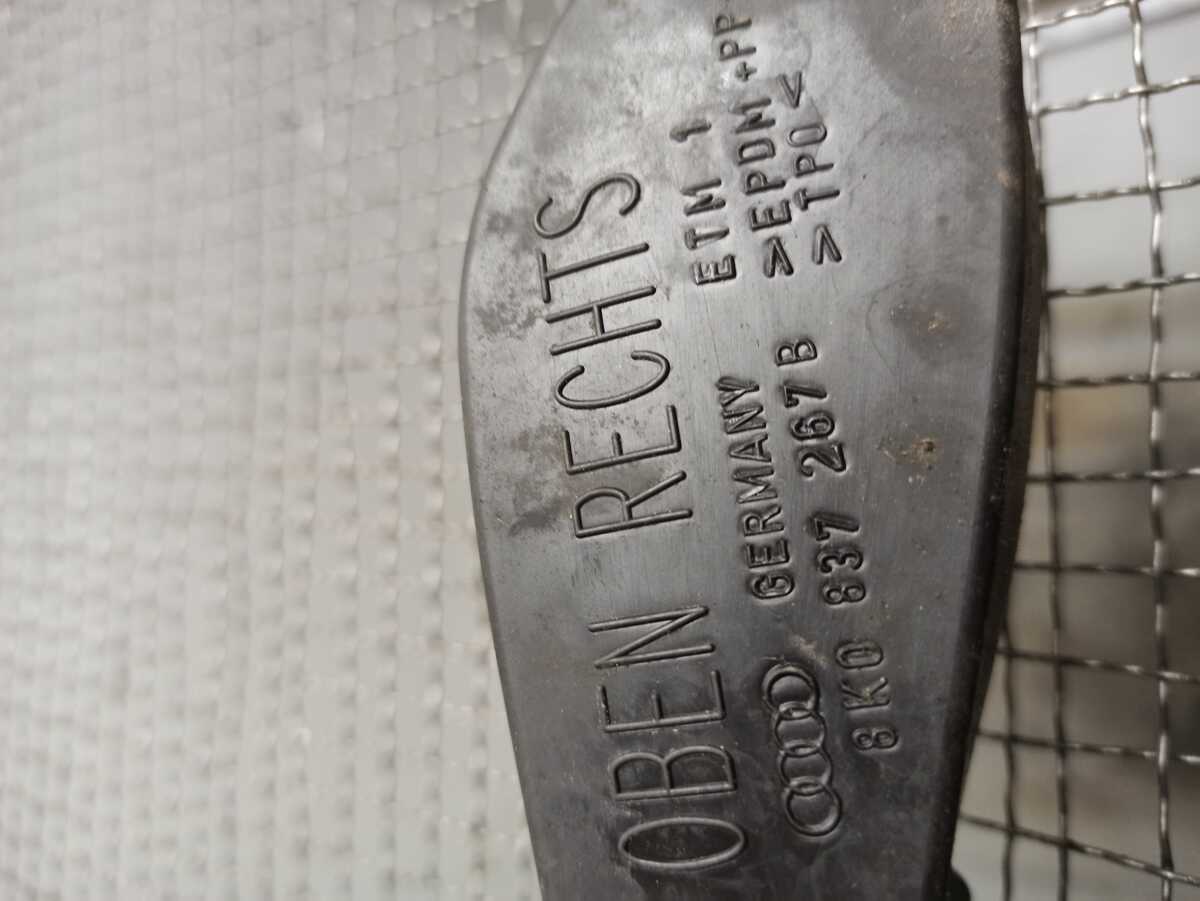 OBEN RECHTS
GERMANY ETM 1
8K0 837 267 B >EPDM +PP
>TPO<